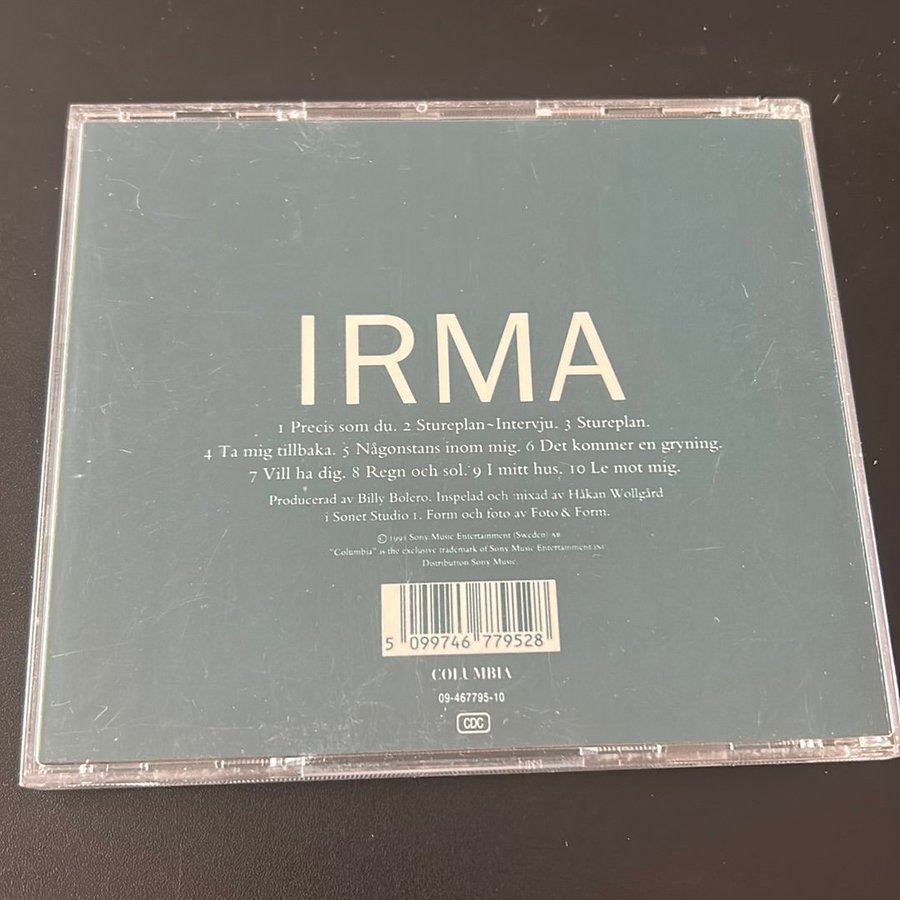 IRMA
1 Precis som du. 2 Stureplan~Intervju. 3 Stureplan.
4 Ta mig tillbaka. 5 Någonstans inom mig. 6 Det kommer en gryning.
7 Vill ha dig. 8 Regn och sol. 9 I mitt hus. 10 Le mot mig.
Producerad av Billy Bolero. Inspelad och mixad av Håkan Wollgård
i Sonet Studio 1. Form och foto av Foto & Form.
© 1991 Sony Music Entertainment (Sweden) AB
"Columbia" is the exclusive trademark of Sony Music Entertainment INC
Distribution Sony Music.
5 099746 779528
COLUMBIA
09-467795-10
CDC